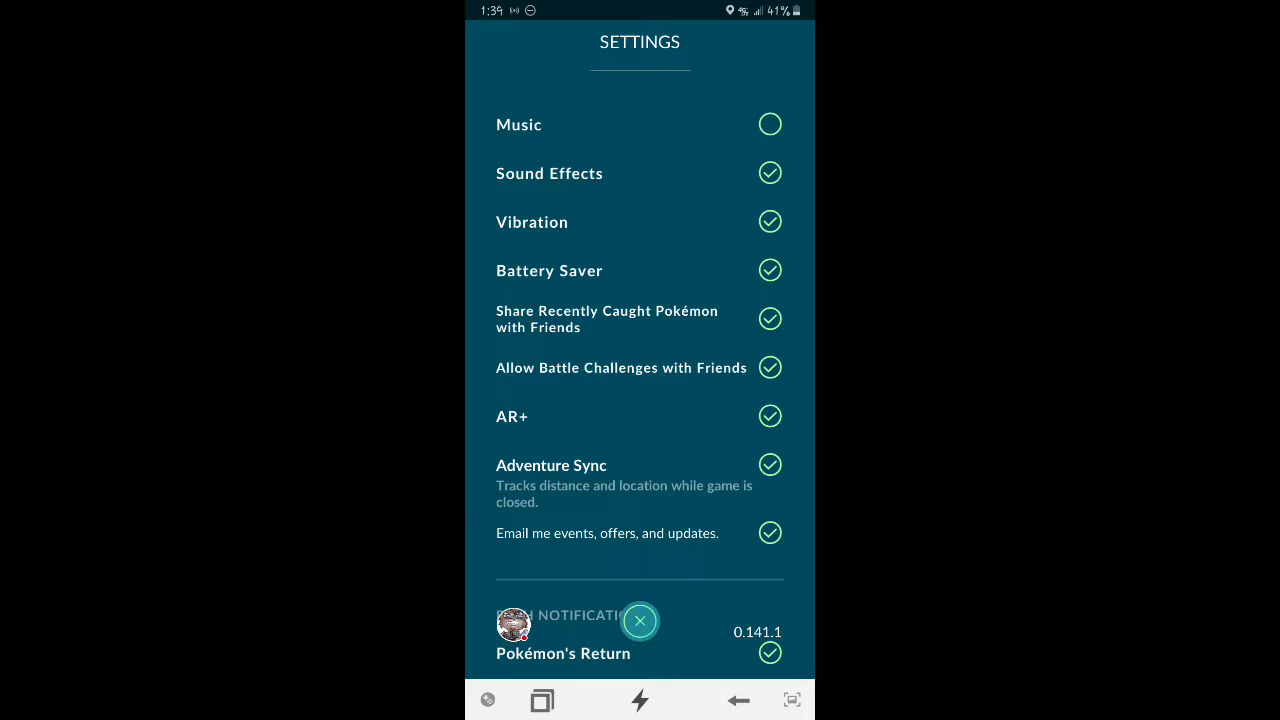 1:39
41%
SETTINGS
Music
Sound Effects
Vibration
Battery Saver
Share Recently Caught Pokémon
with Friends
Allow Battle Challenges with Friends
AR+
Adventure Sync
Tracks distance and location while game is
closed.
Email me events, offers, and updates.
NOTIFICATI
0.141.1
Pokémon's Return